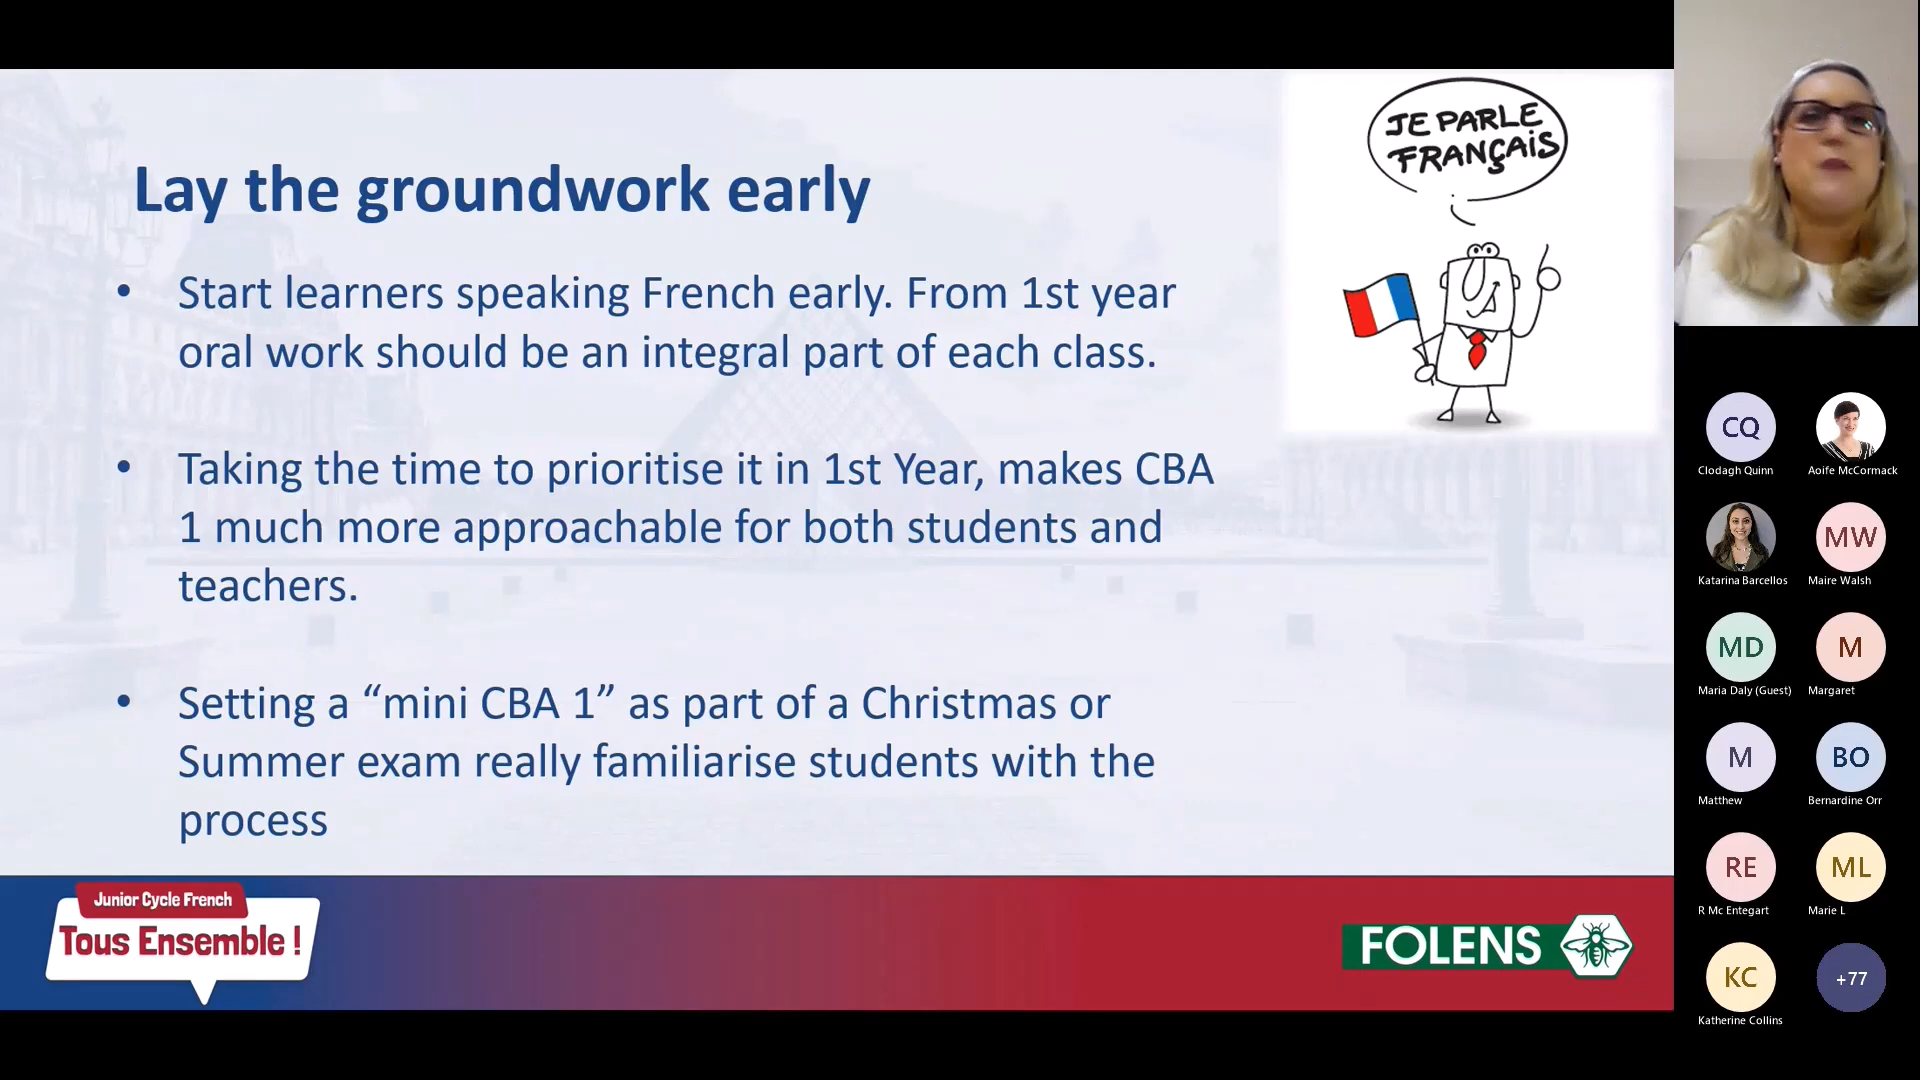 JE PARLE
FRANÇAIS
Lay the groundwork early
• Start learners speaking French early. From 1st year
oral work should be an integral part of each class.
• Taking the time to prioritise it in 1st Year, makes CBA
1 much more approachable for both students and
teachers.
• Setting a “mini CBA 1” as part of a Christmas or
Summer exam really familiarise students with the
process
Junior Cycle French
Tous Ensemble !
FOLENS
CQ
Clodagh Quinn
Aoife McCormack
Katarina Barcellos
MW
Maire Walsh
MD
Maria Daly (Guest)
M
Margaret
M
Matthew
BO
Bernardine Orr
RE
R Mc Entegart
ML
Marie L
KC
Katherine Collins
+77